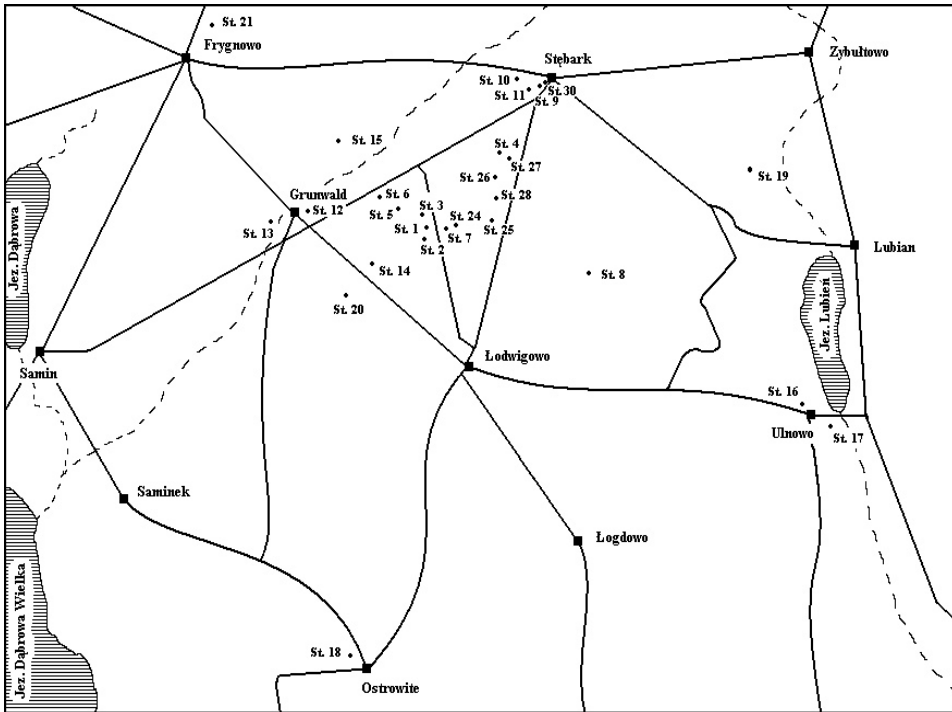 St. 21
Frygnowo
Stębark
Zybułtowo
St. 10
St. 11
St. 30
St. 9
St. 15
St. 4
St. 27
St. 19
St. 26
Grunwald
St. 6
St. 28
St. 12
St. 5
St. 3
St. 24
St. 13
St. 1
St. 7
St. 25
St. 2
Lubian
Jez. Dąbrowa
St. 14
St. 8
St. 20
Jez. Lubień
Samin
Łodwigowo
St. 16
Ulnowo
St. 17
Saminek
Łogdowo
Jez. Dąbrowa Wielka
St. 18
Ostrowite